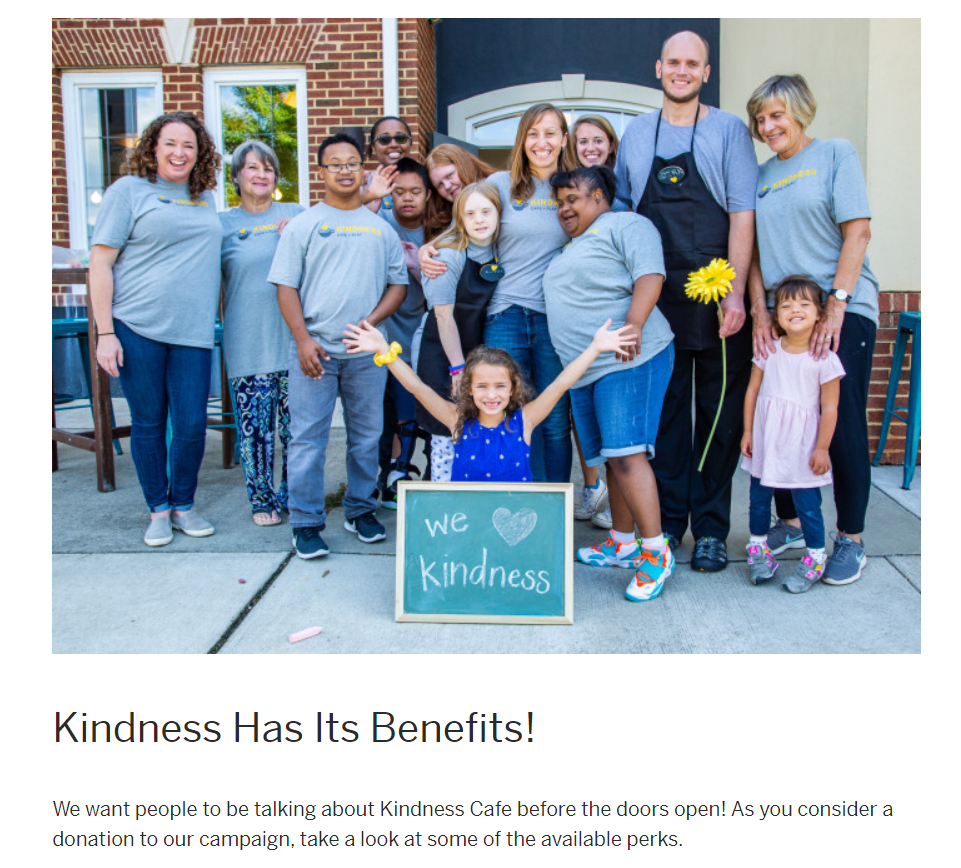 KINDNESS
we ♥
kindness
Kindness Has Its Benefits!
We want people to be talking about Kindness Cafe before the doors open! As you consider a
donation to our campaign, take a look at some of the available perks.